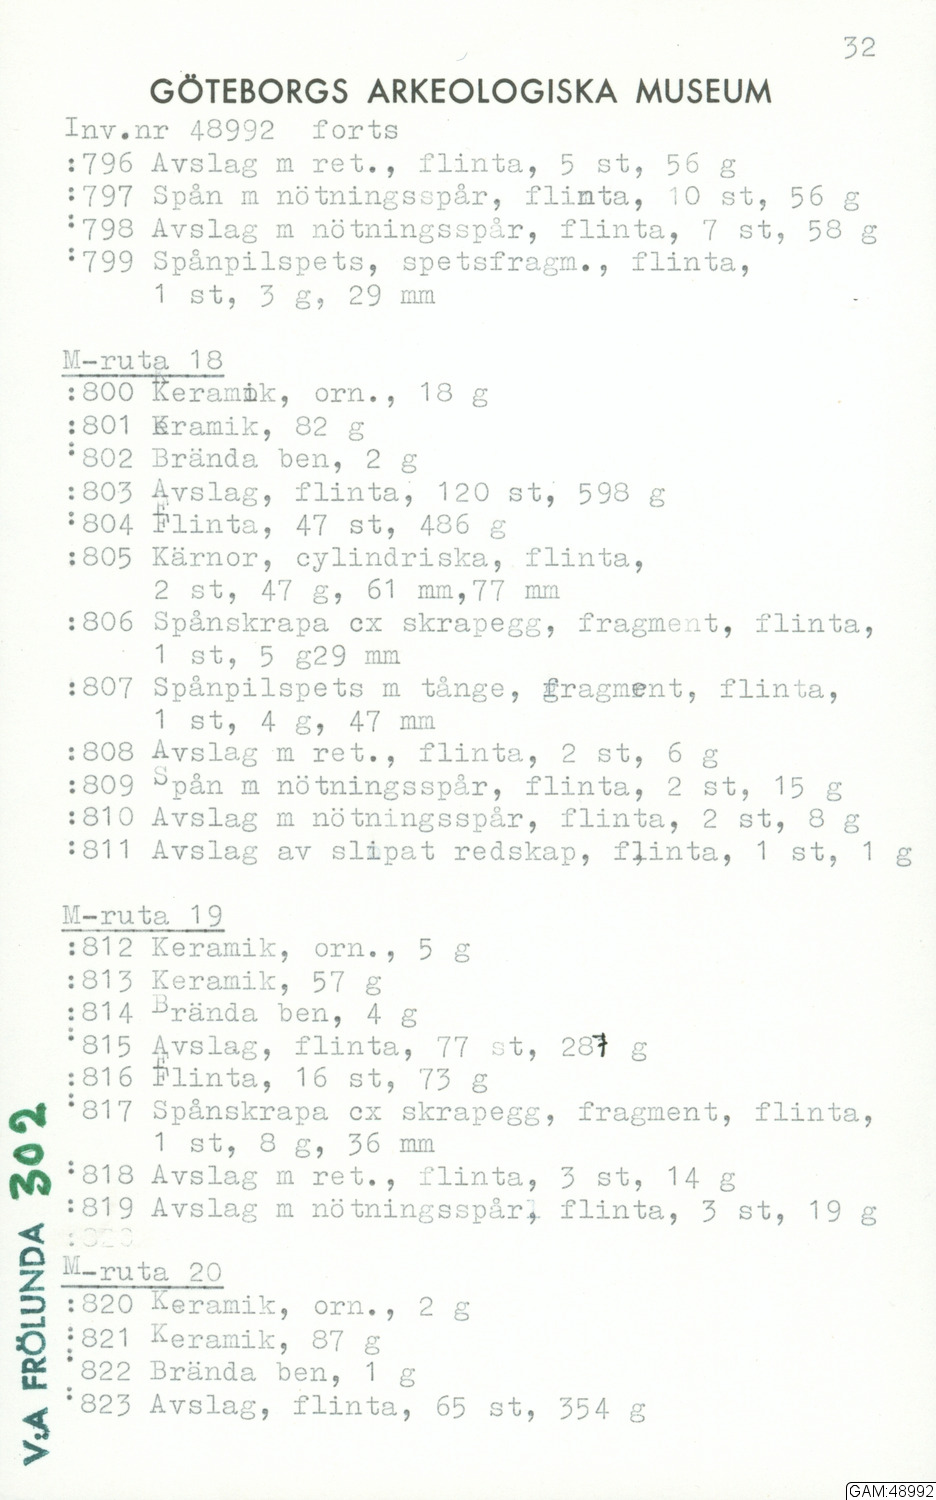 32
GÖTEBORGS ARKEOLOGISKA MUSEUM
Inv.nr 48992 forts
:796 Avslag m ret., flinta, 5 st, 56 g
:797 Spån m nötningsspår, flinta, 10 st, 56 g
:798 Avslag m nötningsspår, flinta, 7 st, 58 g
:799 Spånpilspets, spetsfragm., flinta,
1 st, 3 g, 29 mm
M-ruta 18
:800 Keramik, orn., 18 g
:801 Kramik, 82 g
:802 Brända ben, 2 g
:803 Avslag, flinta, 120 st, 598 g
:804 Flinta, 47 st, 486 g
:805 Kärnor, cylindriska, flinta,
2 st, 47 g, 61 mm,77 mm
:806 Spånskrapa cx skrapegg, fragment, flinta,
1 st, 5 g29 mm
:807 Spånpilspets m tånge, fragment, flinta,
1 st, 4 g, 47 mm
:808 Avslag m ret., flinta, 2 st, 6 g
:809 Spån m nötningsspår, flinta, 2 st, 15 g
:810 Avslag m nötningsspår, flinta, 2 st, 8 g
:811 Avslag av slipat redskap, flinta, 1 st, 1 g
M-ruta 19
:812 Keramik, orn., 5 g
:813 Keramik, 57 g
:814 Brända ben, 4 g
:815 Avslag, flinta, 77 st, 287 g
:816 Flinta, 16 st, 73 g
:817 Spånskrapa cx skrapegg, fragment, flinta,
1 st, 8 g, 36 mm
:818 Avslag m ret., flinta, 3 st, 14 g
:819 Avslag m nötningsspår, flinta, 3 st, 19 g
M-ruta 20
:820 Keramik, orn., 2 g
:821 Keramik, 87 g
:822 Brända ben, 1 g
:823 Avslag, flinta, 65 st, 354 g
V:A FRÖLUNDA 302
GAM:48992